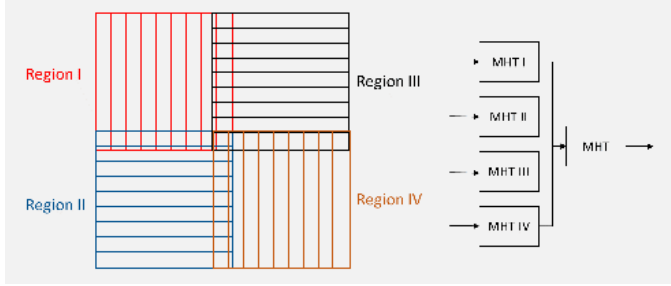 Region I
Region III
Region II
Region IV
MHT I
MHT II
MHT III
MHT IV
MHT